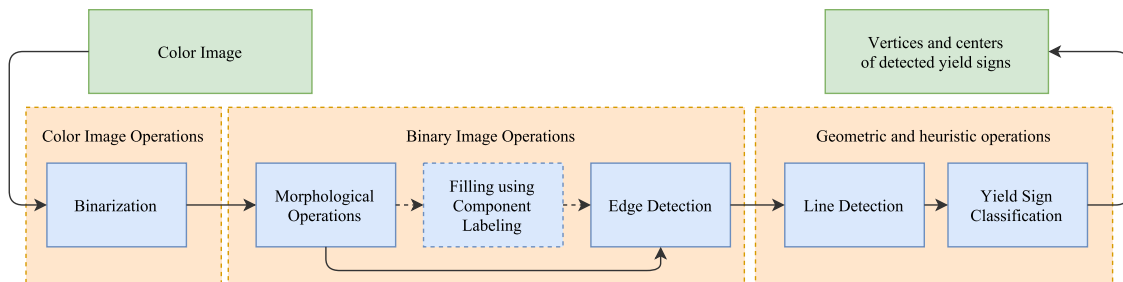 Color Image
Vertices and centers
of detected yield signs
Color Image Operations
Binary Image Operations
Geometric and heuristic operations
Binarization
Morphological
Operations
Filling using
Component
Labeling
Edge Detection
Line Detection
Yield Sign
Classification